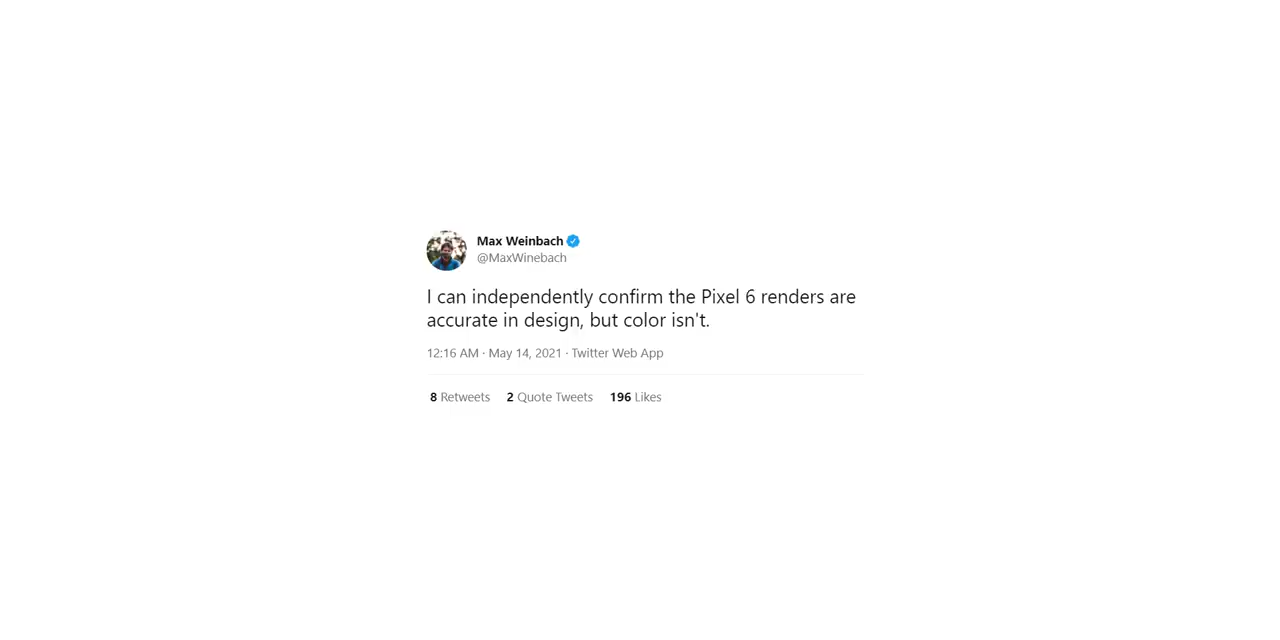 Max Weinbach
@MaxWinebach
I can independently confirm the Pixel 6 renders are
accurate in design, but color isn't.
12:16 AM · May 14, 2021 · Twitter Web App
8 Retweets 2 Quote Tweets 196 Likes